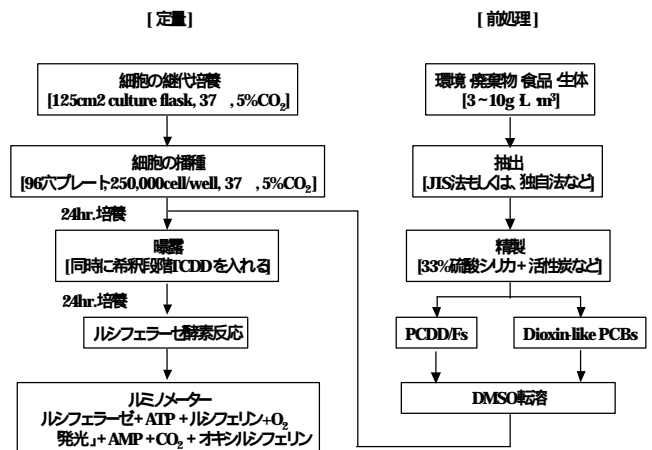 [ 定量 ]
細胞の継代培養
[125cm2 culture flask, 37 , 5%CO₂]
細胞の播種
[96穴プレート, 250,000cell/well, 37 , 5%CO₂]
24hr. 培養
曝露
[同時に希釈段階TCDDを入れる]
24hr. 培養
ルシフェラーゼ酵素反応
ルミノメーター
ルシフェラーゼ + ATP + ルシフェリン+O₂
「発光」+ AMP + CO₂ + オキシルシフェリン
[ 前処理 ]
環境・廃棄物・食品・生体
[3 ~ 10g・L・m³]
抽出
[JIS法もしくは、独自法など]
精製
[33%硫酸シリカ + 活性炭など]
PCDD/Fs
Dioxin-like PCBs
DMSO転溶